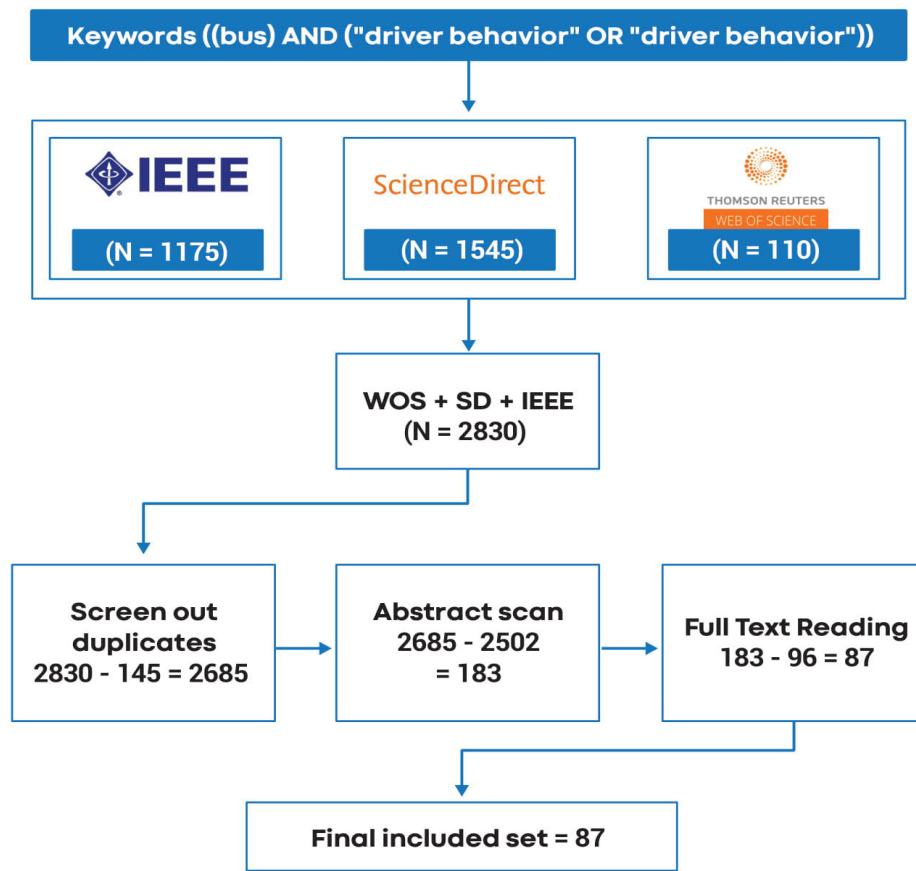 Keywords ((bus) AND ("driver behavior" OR "driver behavior"))
IEEE
(N = 1175)
ScienceDirect
(N = 1545)
THOMSON REUTERS
WEB OF SCIENCE
(N = 110)
WOS + SD + IEEE
(N = 2830)
Screen out
duplicates
2830 - 145 = 2685
Abstract scan
2685 - 2502
= 183
Full Text Reading
183 - 96 = 87
Final included set = 87